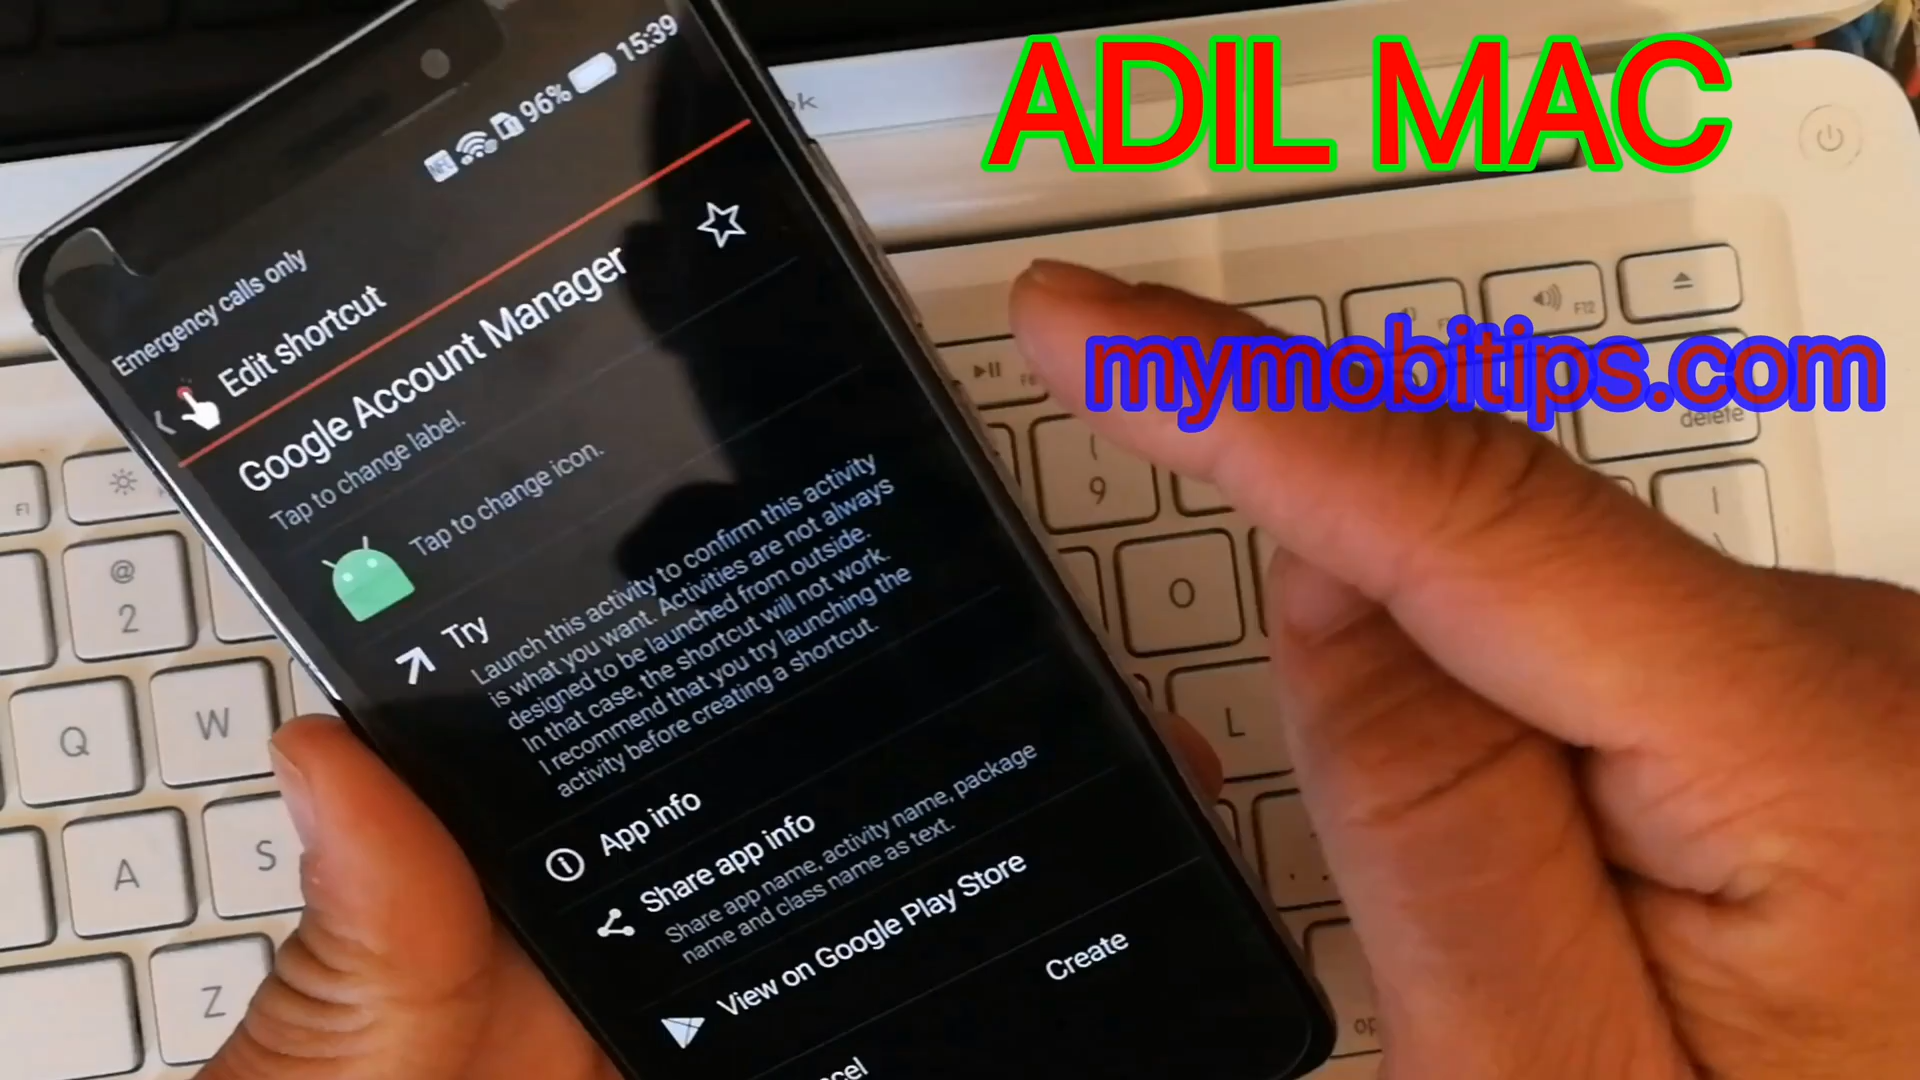 ADIL MAC
mymobitips.com
96% 15:39
Emergency calls only
Edit shortcut
Google Account Manager
Tap to change label.
Tap to change icon.
Try
Launch this activity to confirm this activity
is what you want. Activities are not always
designed to be launched from outside.
In that case, the shortcut will not work.
I recommend that you try launching the
activity before creating a shortcut.
App info
Share app info
Share app name, activity name, package
name and class name as text.
View on Google Play Store
Create
F1
F12
delete
@
2
(
9
Q
W
O
A
S
L
Z